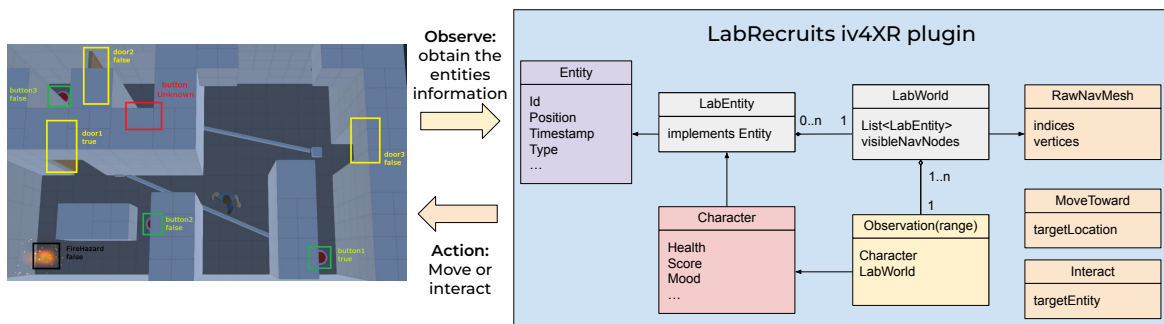 door2
false
button3
false
button
Unknown
door1
true
door3
false
button2
false
FireHazard
false
button1
true
Observe:
obtain the
entities
information
Action:
Move or
interact
LabRecruits iv4XR plugin
Entity
Id
Position
Timestamp
Type
…
LabEntity
implements Entity
0..n
1
LabWorld
List<LabEntity>
visibleNavNodes
RawNavMesh
indices
vertices
1..n
1
Character
Health
Score
Mood
…
Observation(range)
Character
LabWorld
MoveToward
targetLocation
Interact
targetEntity